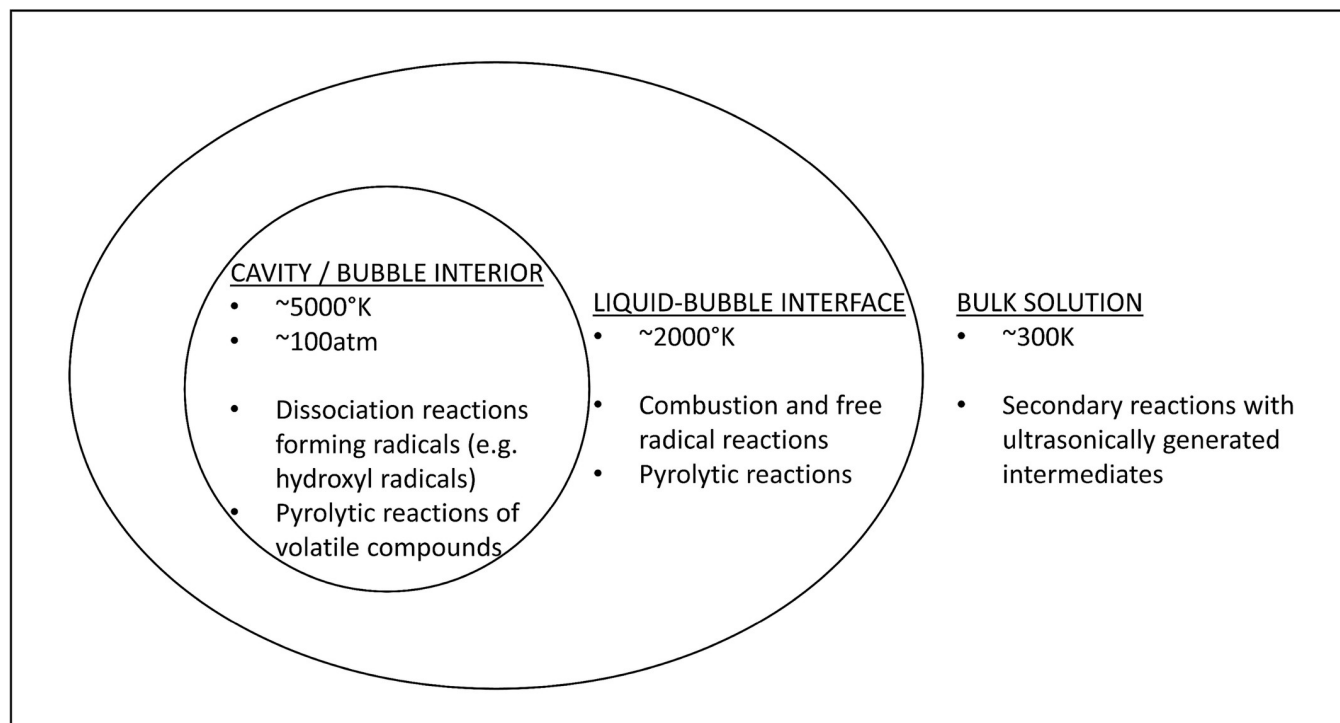 CAVITY / BUBBLE INTERIOR
• ~5000°K
• ~100atm
• Dissociation reactions
forming radicals (e.g.
hydroxyl radicals)
• Pyrolytic reactions of
volatile compounds
LIQUID-BUBBLE INTERFACE
• ~2000°K
• Combustion and free
radical reactions
• Pyrolytic reactions
BULK SOLUTION
• ~300K
• Secondary reactions with
ultrasonically generated
intermediates